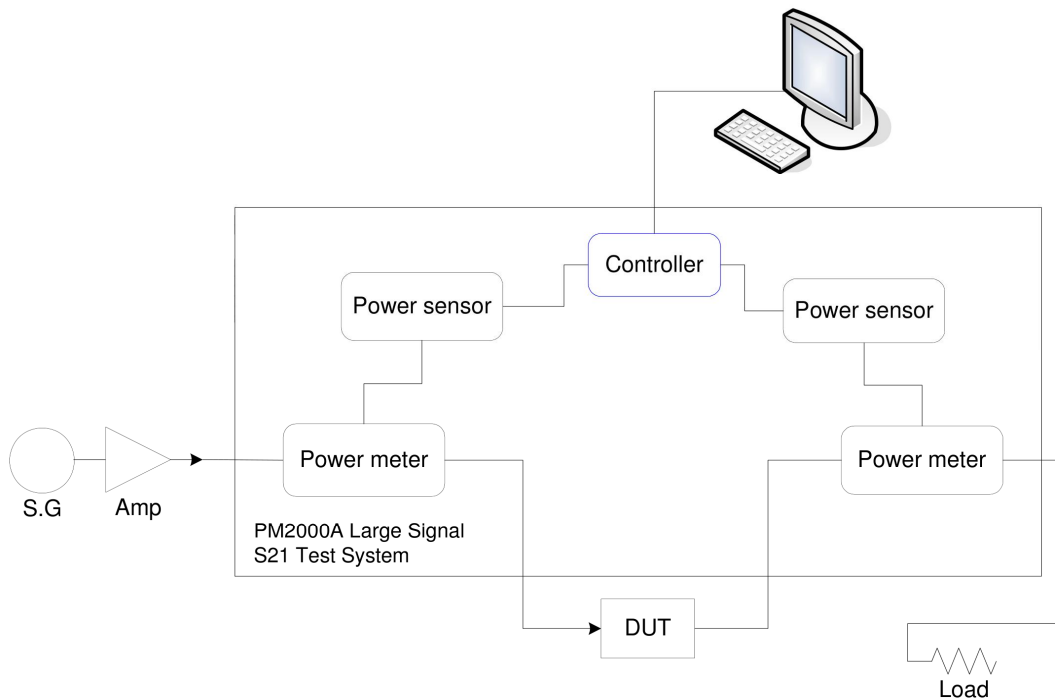 Controller
Power sensor
Power sensor
Power meter
Power meter
S.G
Amp
PM2000A Large Signal
S21 Test System
DUT
Load